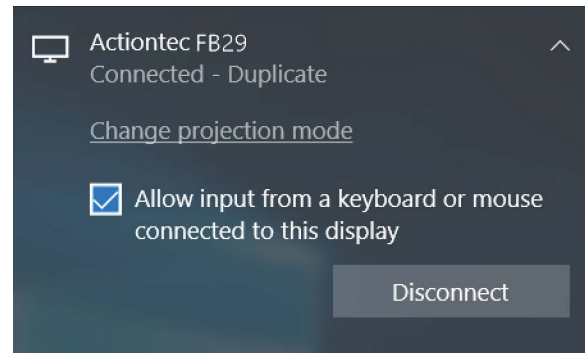 Actiontec FB29
Connected - Duplicate
Change projection mode
Allow input from a keyboard or mouse
connected to this display
Disconnect